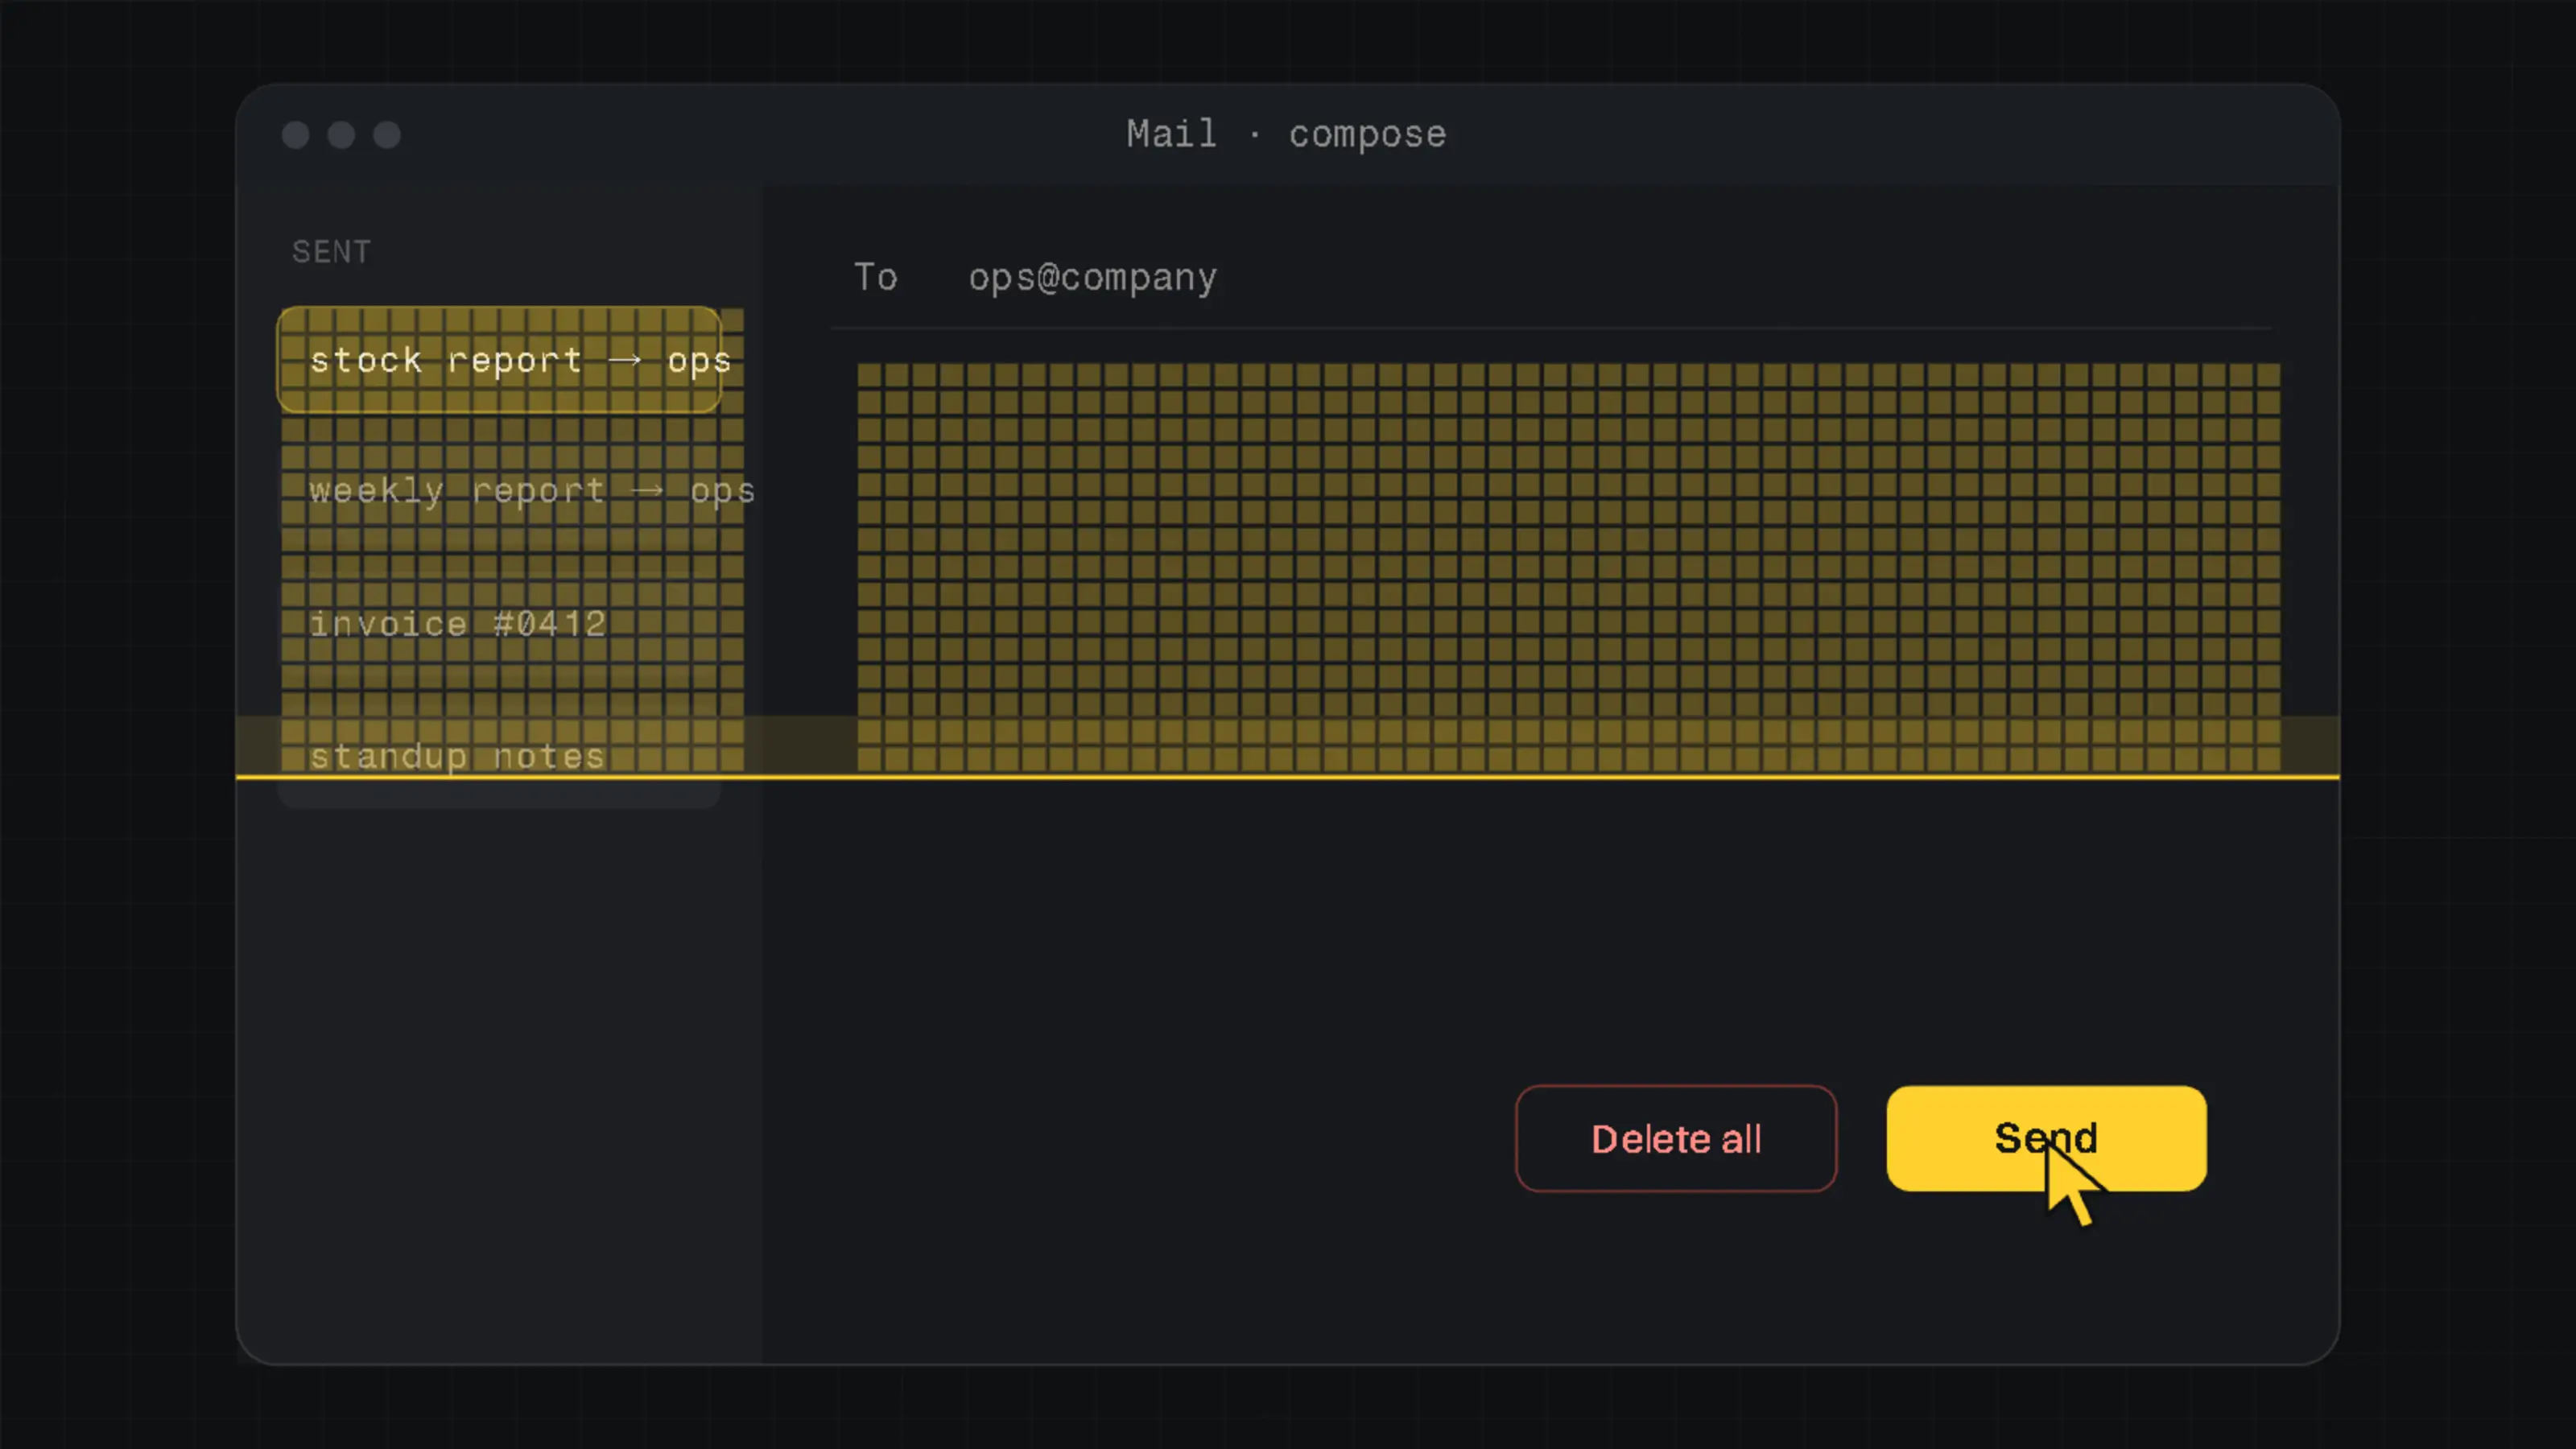 Mail · compose
SENT
stock report → ops
weekly report → ops
invoice #0412
standup notes
To ops@company
Delete all
Send